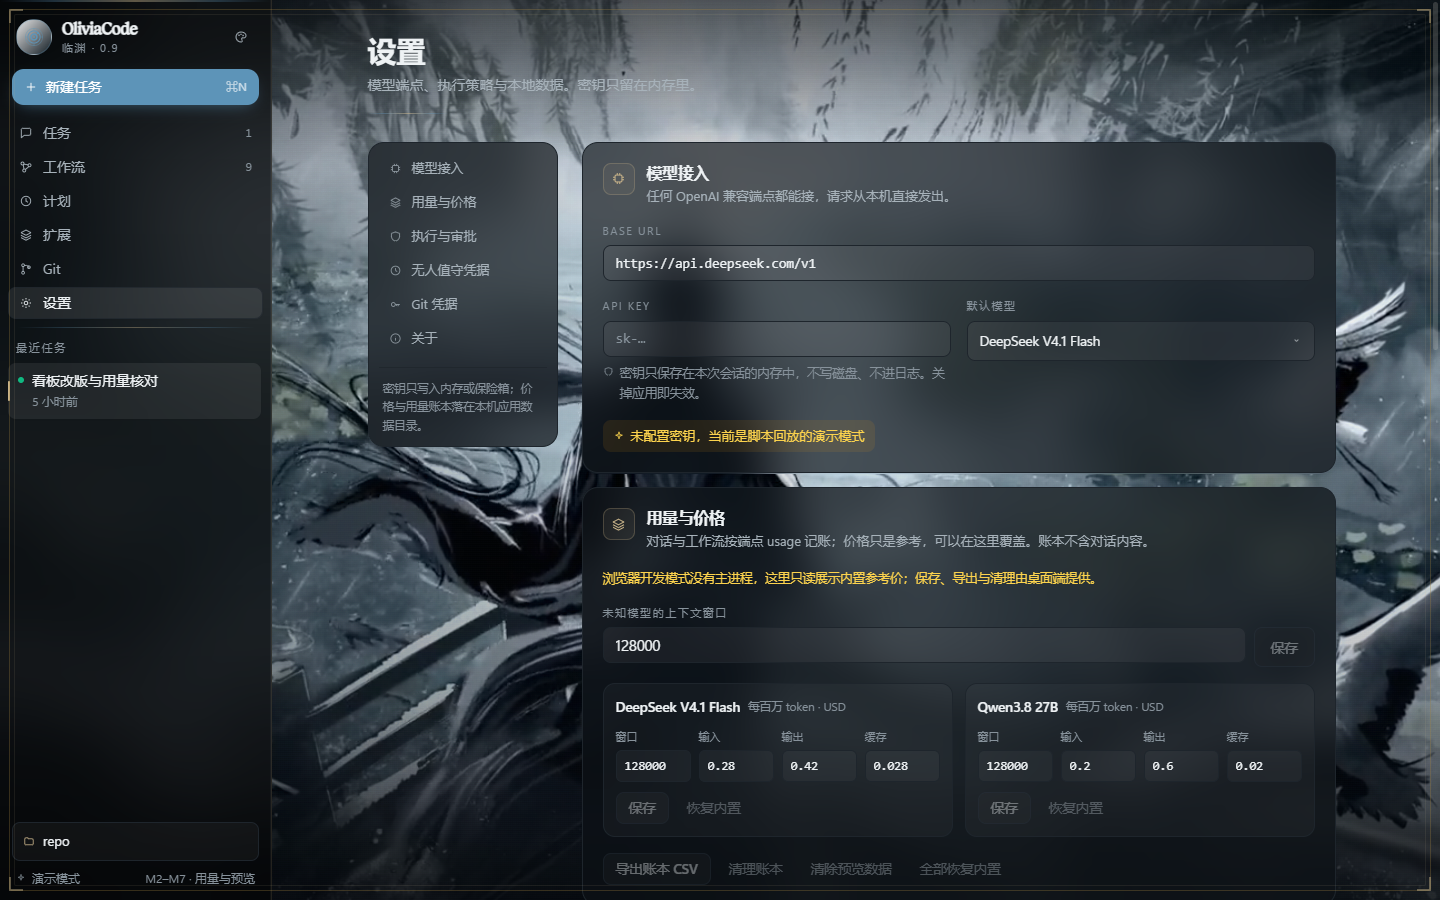 OliviaCode
临渊 · 0.9
新建任务 ⌘N
任务 1
工作流 9
计划
扩展
Git
设置
最近任务
看板改版与用量核对
5 小时前
repo
演示模式 M2–M7 · 用量与预览
设置
模型端点、执行策略与本地数据。密钥只留在内存里。
模型接入
用量与价格
执行与审批
无人值守凭据
Git 凭据
关于
密钥只写入内存或保险箱；价
格与用量账本落在本机应用数
据目录。
模型接入
任何 OpenAI 兼容端点都能接，请求从本机直接发出。
BASE URL
https://api.deepseek.com/v1
API KEY
sk-…
密钥只保存在本次会话的内存中，不写磁盘、不进日志。关
掉应用即失效。
默认模型
DeepSeek V4.1 Flash
未配置密钥，当前是脚本回放的演示模式
用量与价格
对话与工作流按端点 usage 记账；价格只是参考，可以在这里覆盖。账本不含对话内容。
浏览器开发模式没有主进程，这里只读展示内置参考价；保存、导出与清理由桌面端提供。
未知模型的上下文窗口
128000 保存
DeepSeek V4.1 Flash 每百万 token · USD
窗口 输入 输出 缓存
128000 0.28 0.42 0.028
保存 恢复内置
Qwen3.8 27B 每百万 token · USD
窗口 输入 输出 缓存
128000 0.2 0.6 0.02
保存 恢复内置
导出账本 CSV 清理账本 清除预览数据 全部恢复内置